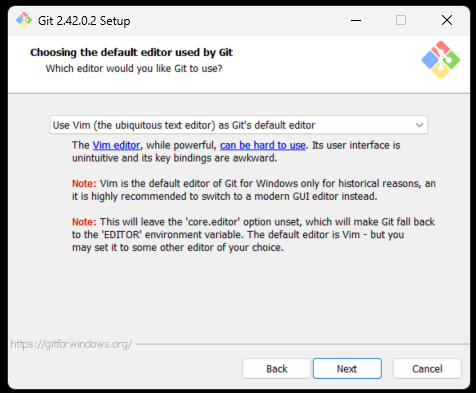 Git 2.42.0.2 Setup
Choosing the default editor used by Git
Which editor would you like Git to use?
Use Vim (the ubiquitous text editor) as Git's default editor
The Vim editor, while powerful, can be hard to use. Its user interface is
unintuitive and its key bindings are awkward.
Note: Vim is the default editor of Git for Windows only for historical reasons, an
it is highly recommended to switch to a modern GUI editor instead.
Note: This will leave the 'core.editor' option unset, which will make Git fall back
to the 'EDITOR' environment variable. The default editor is Vim - but you
may set it to some other editor of your choice.
https://gitforwindows.org/
Back
Next
Cancel